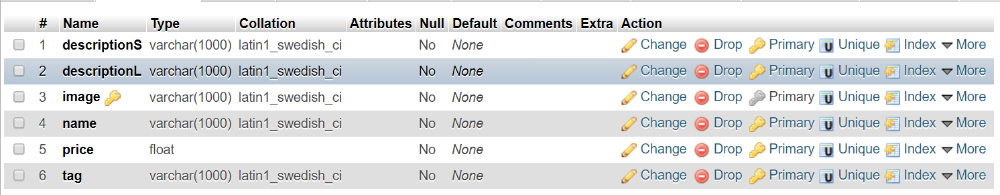 # Name Type Collation Attributes Null Default Comments Extra Action
1 descriptionS varchar(1000) latin1_swedish_ci No None Change Drop Primary Unique Index More
2 descriptionL varchar(1000) latin1_swedish_ci No None Change Drop Primary Unique Index More
3 image varchar(1000) latin1_swedish_ci No None Change Drop Primary Unique Index More
4 name varchar(1000) latin1_swedish_ci No None Change Drop Primary Unique Index More
5 price float No None Change Drop Primary Unique Index More
6 tag varchar(1000) latin1_swedish_ci No None Change Drop Primary Unique Index More